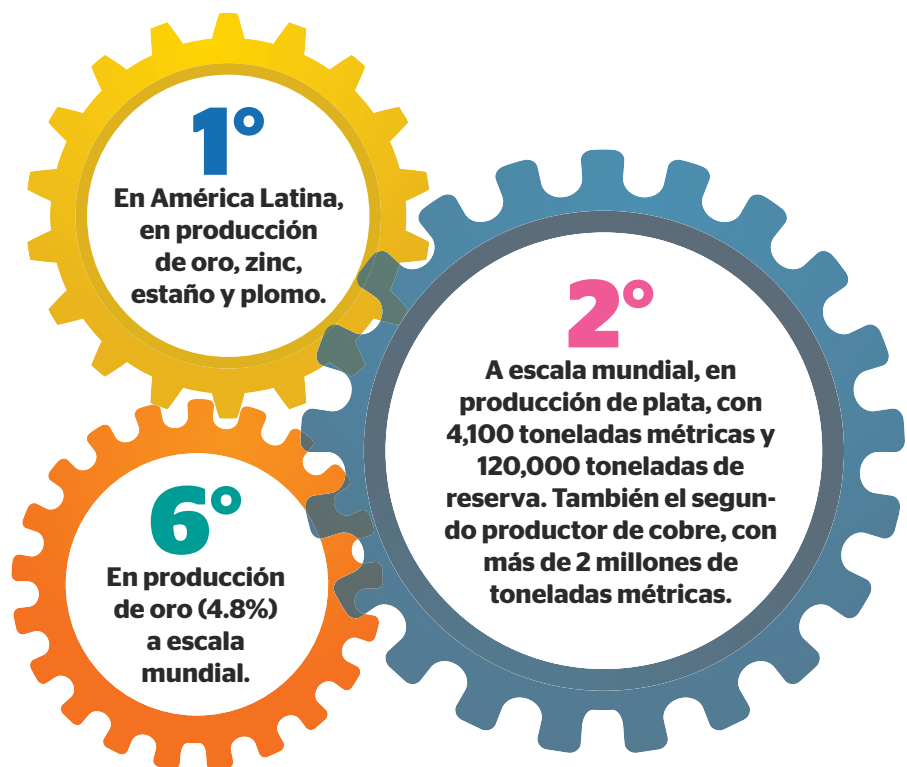 1°
En América Latina,
en producción
de oro, zinc,
estaño y plomo.
2°
A escala mundial, en
producción de plata, con
4,100 toneladas métricas y
120,000 toneladas de
reserva. También el segun-
do productor de cobre, con
más de 2 millones de
toneladas métricas.
6°
En producción
de oro (4.8%)
a escala
mundial.